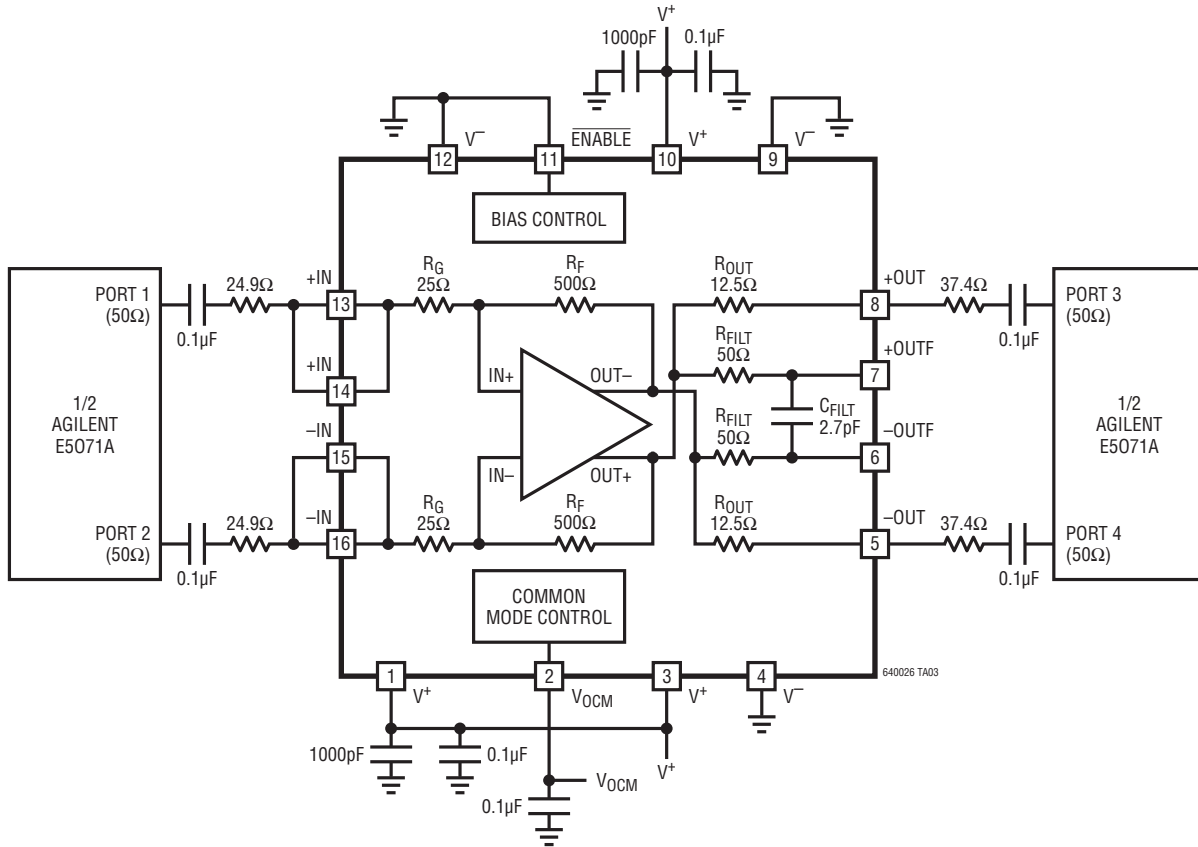 V+
1000pF
0.1µF
V–
ENABLE
V+
V–
12
11
10
9
BIAS CONTROL
1/2
AGILENT
E5O71A
PORT 1
(50Ω)
0.1µF
24.9Ω
+IN
13
RG
25Ω
RF
500Ω
ROUT
12.5Ω
8
+OUT
37.4Ω
0.1µF
PORT 3
(50Ω)
+IN
14
IN+
OUT–
RFILT
50Ω
7
+OUTF
CFILT
2.7pF
–IN
15
IN–
OUT+
RFILT
50Ω
6
–OUTF
1/2
AGILENT
E5O71A
PORT 2
(50Ω)
0.1µF
24.9Ω
–IN
16
RG
25Ω
RF
500Ω
ROUT
12.5Ω
5
–OUT
37.4Ω
0.1µF
PORT 4
(50Ω)
COMMON
MODE CONTROL
1
2
3
4
V+
VOCM
V+
V–
640026 TA03
1000pF
0.1µF
V+
VOCM
0.1µF